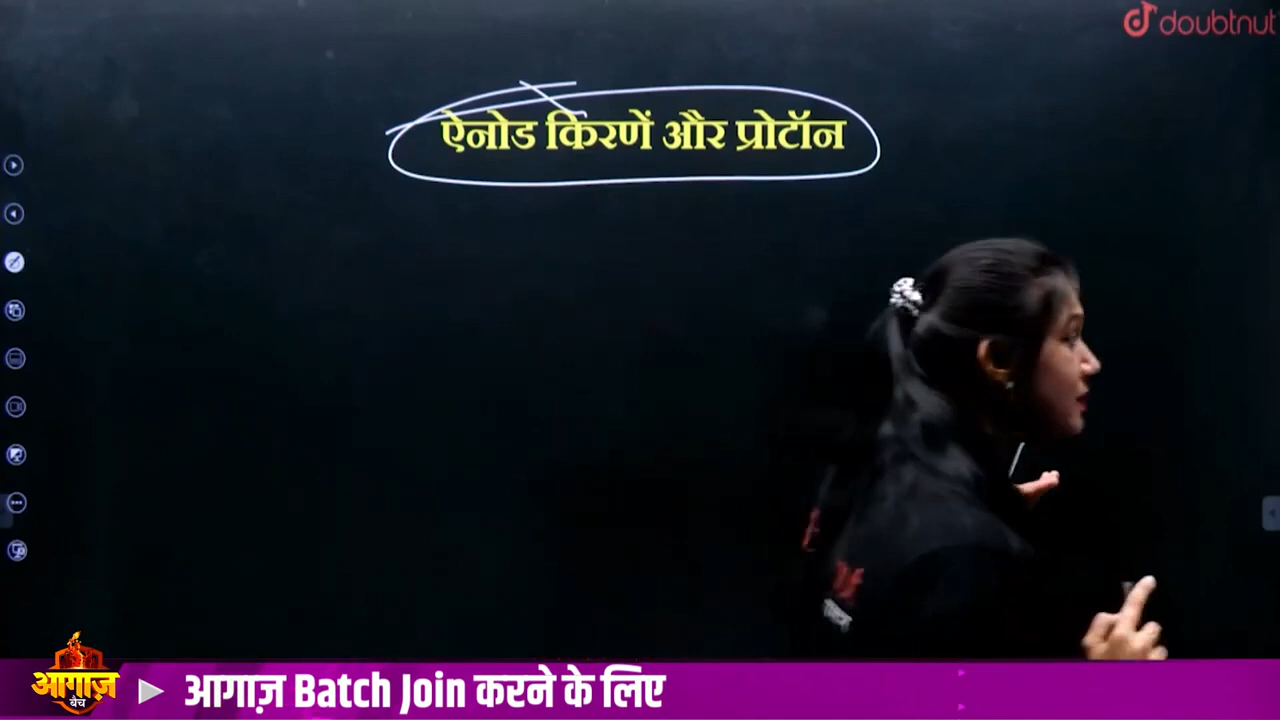 doubtnut
ऐनोड किरणें और प्रोटॉन
आगाज़
बैच
आगाज़ Batch Join करने के लिए